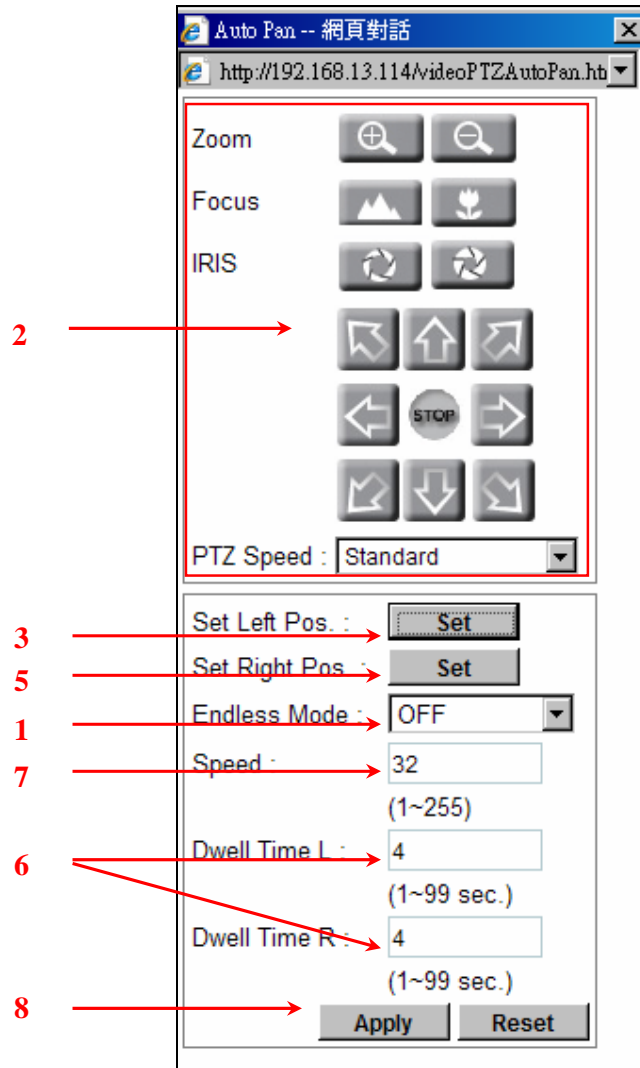 Auto Pan -- 網頁對話
http://192.168.13.114/videoPTZAutoPan.ht
Zoom
Focus
IRIS
2
STOP
PTZ Speed : Standard
3 Set Left Pos. : Set
5 Set Right Pos. : Set
1 Endless Mode : OFF
7 Speed : 32
(1~255)
6 Dwell Time L : 4
(1~99 sec.)
Dwell Time R : 4
(1~99 sec.)
8 Apply Reset